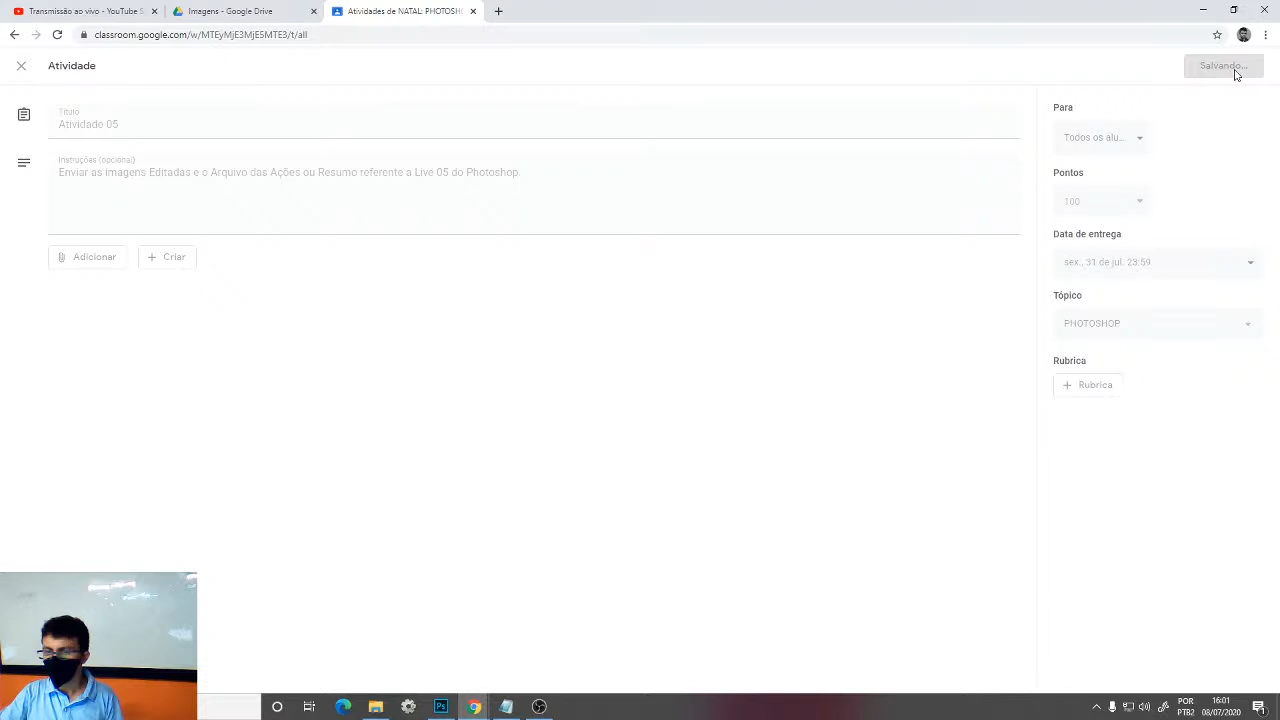 Transmissão ao vivo - YouTube S
Imagens - Google Drive
Atividades de NATAL: PHOTOSHO
classroom.google.com/w/MTEyMjE3MjE5MTE3/t/all
Atividade
Salvando...
Título
Atividade 05
Instruções (opcional)
Enviar as imagens Editadas e o Arquivo das Ações ou Resumo referente a Live 05 do Photoshop.
Adicionar
Criar
Para
Todos os alu...
Pontos
100
Data de entrega
sex., 31 de jul. 23:59
Tópico
PHOTOSHOP
Rubrica
Rubrica
Ps
POR
PTB2
16:01
08/07/2020
1